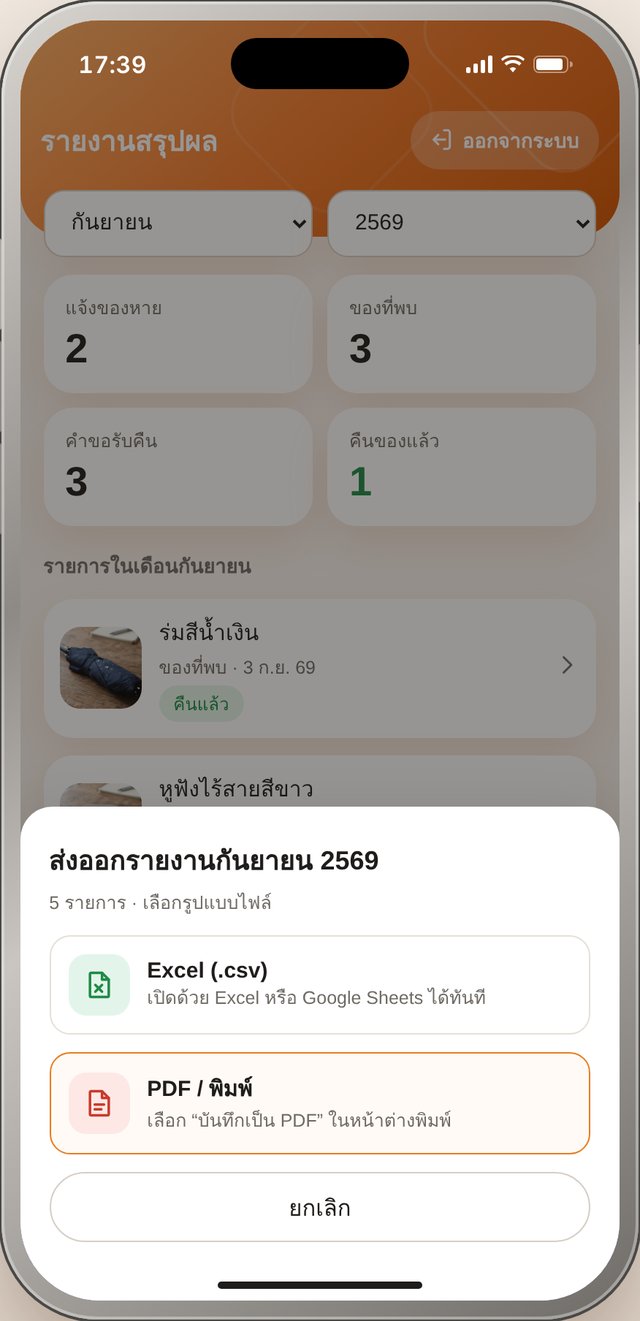 17:39
รายงานสรุปผล
ออกจากระบบ
กันยายน
2569
แจ้งของหาย
2
ของที่พบ
3
คำขอรับคืน
3
คืนของแล้ว
1
รายการในเดือนกันยายน
ร่มสีน้ำเงิน
ของที่พบ · 3 ก.ย. 69
คืนแล้ว
หูฟังไร้สายสีขาว
ส่งออกรายงานกันยายน 2569
5 รายการ · เลือกรูปแบบไฟล์
Excel (.csv)
เปิดด้วย Excel หรือ Google Sheets ได้ทันที
PDF / พิมพ์
เลือก “บันทึกเป็น PDF” ในหน้าต่างพิมพ์
ยกเลิก